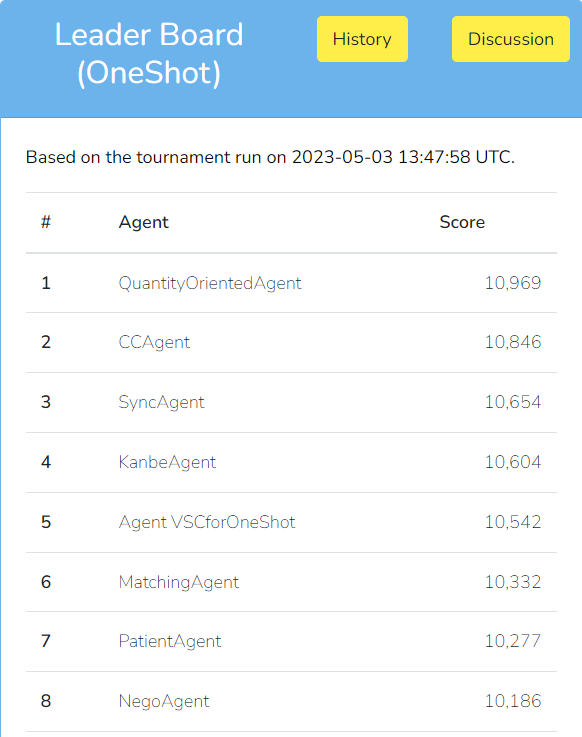 Leader Board
(OneShot)
History
Discussion
Based on the tournament run on 2023-05-03 13:47:58 UTC.
# Agent Score
1 QuantityOrientedAgent 10,969
2 CCAgent 10,846
3 SyncAgent 10,654
4 KanbeAgent 10,604
5 Agent VSCforOneShot 10,542
6 MatchingAgent 10,332
7 PatientAgent 10,277
8 NegoAgent 10,186